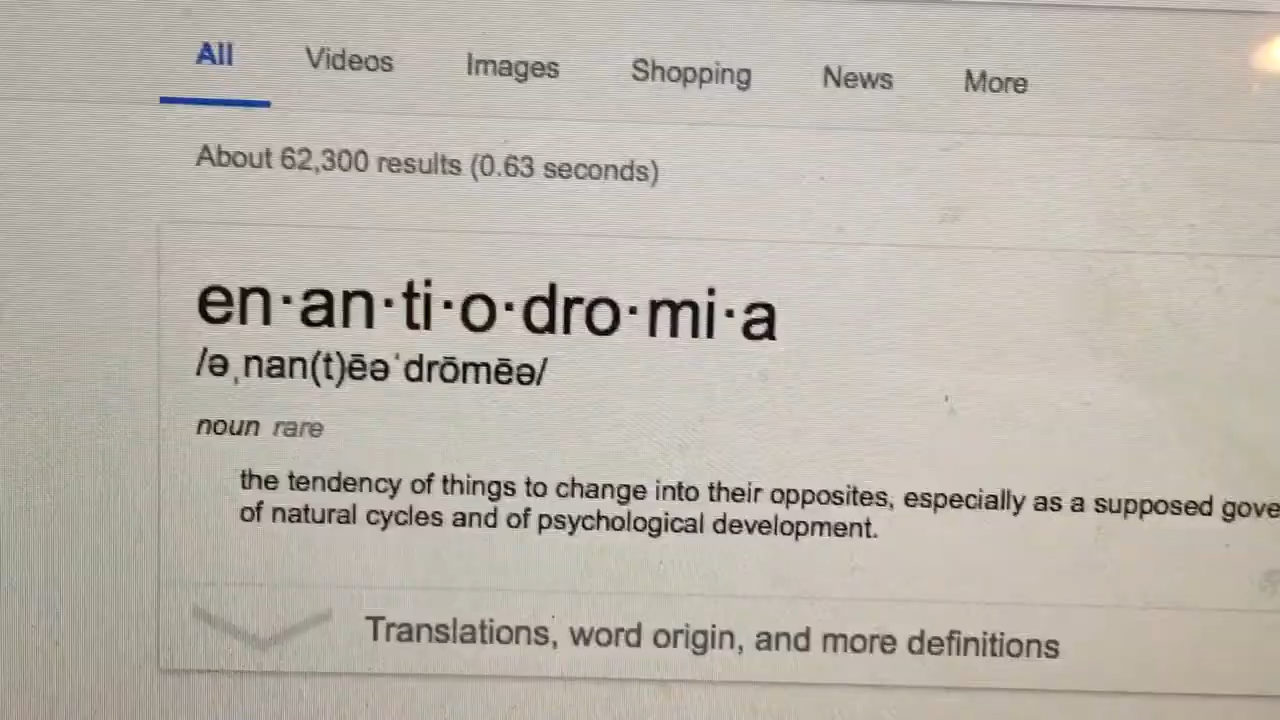 All Videos Images Shopping News More
About 62,300 results (0.63 seconds)
en·an·ti·o·dro·mi·a
/əˌnan(t)ēəˈdrōmēə/
noun rare
the tendency of things to change into their opposites, especially as a supposed gove
of natural cycles and of psychological development.
Translations, word origin, and more definitions